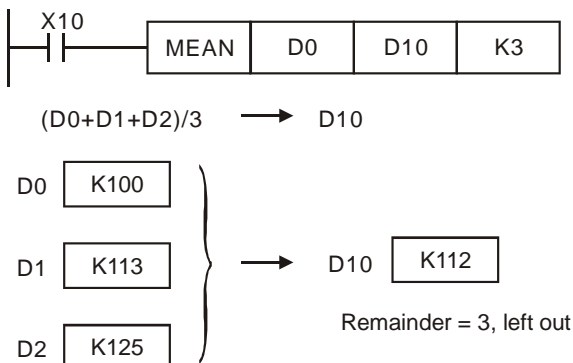 X10
MEAN D0 D10 K3
(D0+D1+D2)/3 → D10
D0 K100
D1 K113 → D10 K112
Remainder = 3, left out
D2 K125